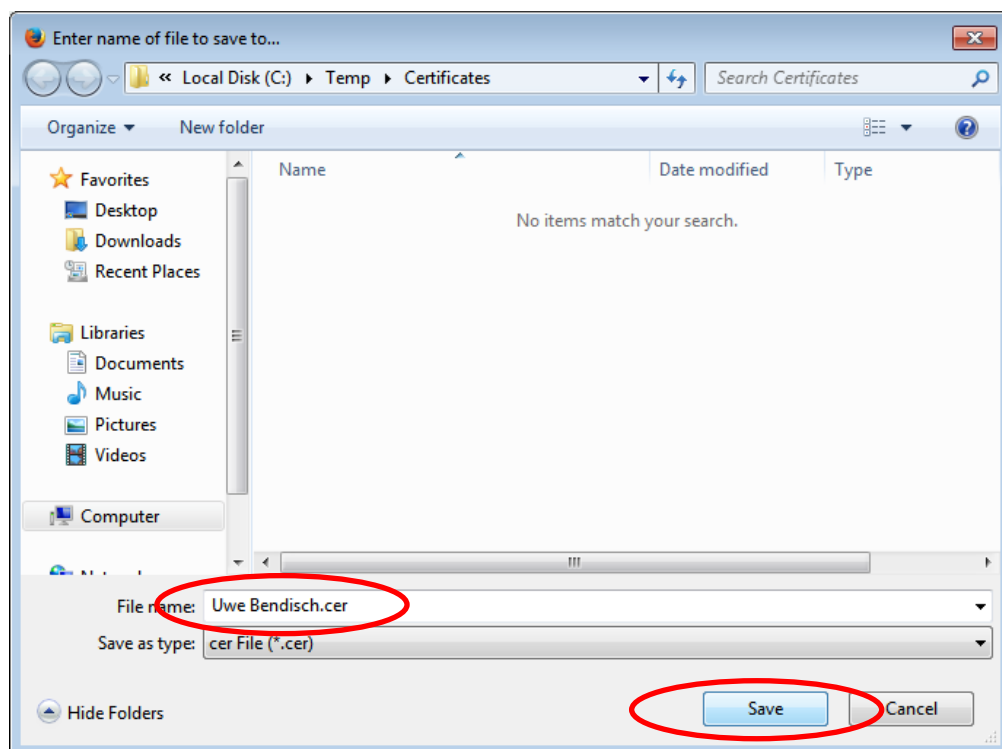 Enter name of file to save to...
« Local Disk (C:) Temp Certificates
Search Certificates
Organize New folder
Name Date modified Type
No items match your search.
Favorites
Desktop
Downloads
Recent Places
Libraries
Documents
Music
Pictures
Videos
Computer
File name: Uwe Bendisch.cer
Save as type: cer File (*.cer)
Hide Folders
Save Cancel